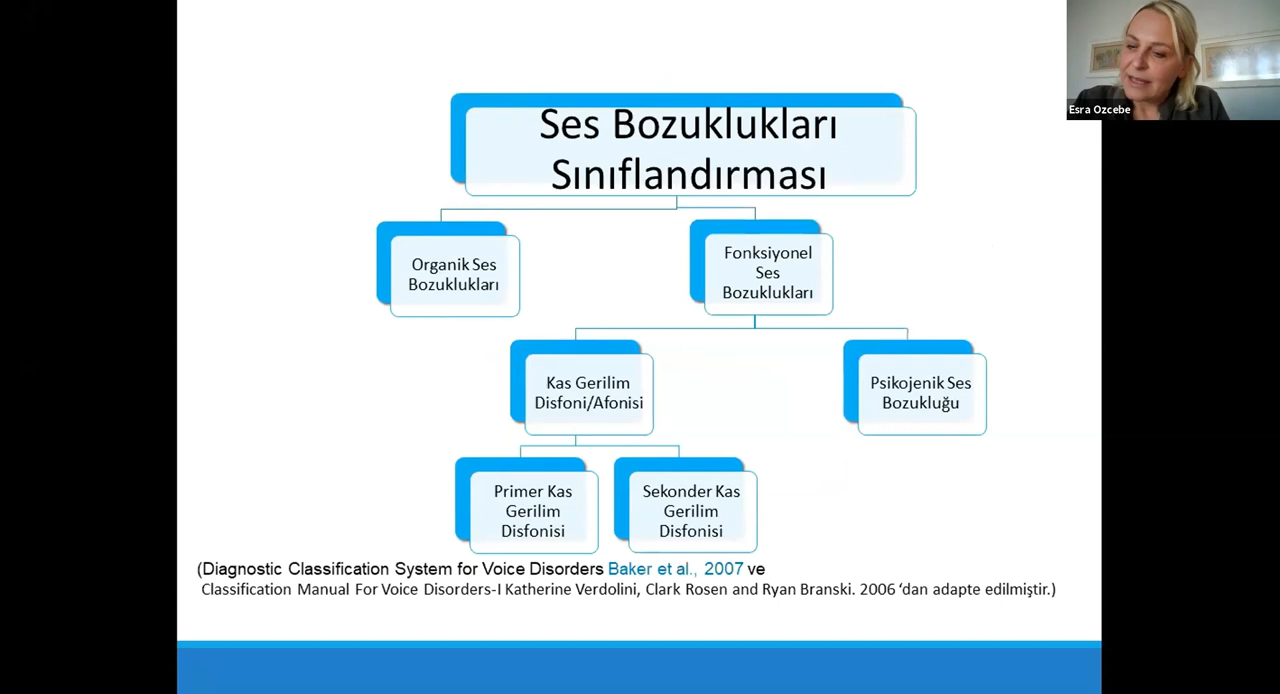 Ses Bozuklukları
Sınıflandırması
Esra Ozcebe
Organik Ses
Bozuklukları
Fonksiyonel
Ses
Bozuklukları
Kas Gerilim
Disfoni/Afonisi
Psikojenik Ses
Bozukluğu
Primer Kas
Gerilim
Disfonisi
Sekonder Kas
Gerilim
Disfonisi
(Diagnostic Classification System for Voice Disorders Baker et al., 2007 ve
Classification Manual For Voice Disorders-I Katherine Verdolini, Clark Rosen and Ryan Branski. 2006 ‘dan adapte edilmiştir.)